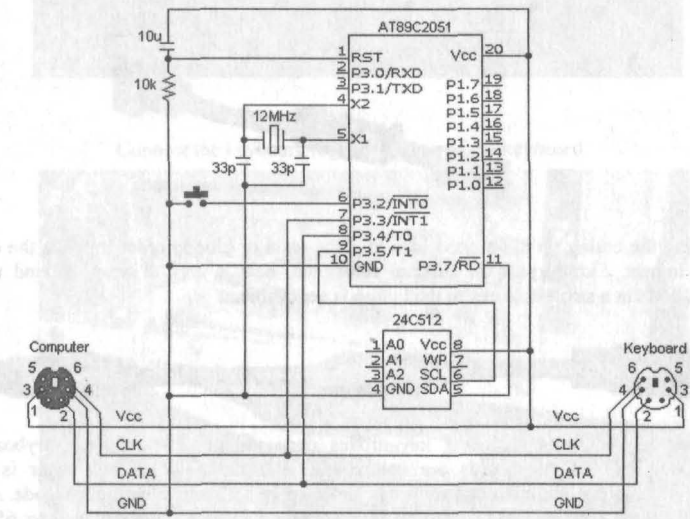 AT89C2051
10u
1 RST Vcc 20
2 P3.0/RXD
3 P3.1/TXD P1.7 19
4 X2 P1.6 18
P1.5 17
12MHz P1.4 16
5 X1 P1.3 15
P1.2 14
P1.1 13
P1.0 12
10k
33p 33p
6 P3.2/INT0
7 P3.3/INT1
8 P3.4/T0
9 P3.5/T1
10 GND P3.7/RD 11
24C512
1 A0 Vcc 8
2 A1 WP 7
3 A2 SCL 6
4 GND SDA 5
Computer
5 6
3 4
1 2
Keyboard
6 5
4 3
2 1
Vcc Vcc
CLK CLK
DATA DATA
GND GND